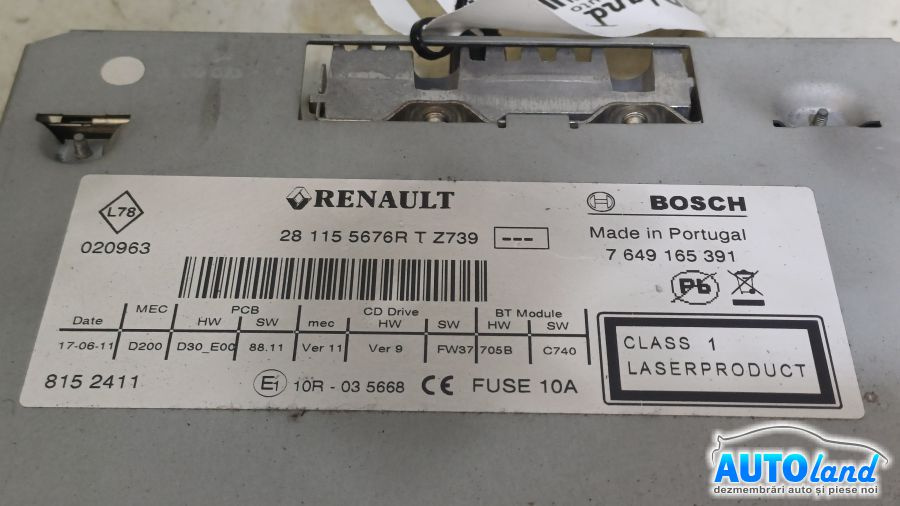 auto
L78
RENAULT
BOSCH
020963
28 115 5676R T Z739
---
Made in Portugal
7 649 165 391
Pb
MEC PCB CD Drive BT Module
Date HW SW mec HW SW HW SW
17-06-11 D200 D30_E00 88.11 Ver 11 Ver 9 FW37 705B C740
CLASS 1
LASERPRODUCT
815 2411
E1 10R - 03 5668 CE FUSE 10A
AUTOland
dezmembrări auto și piese noi